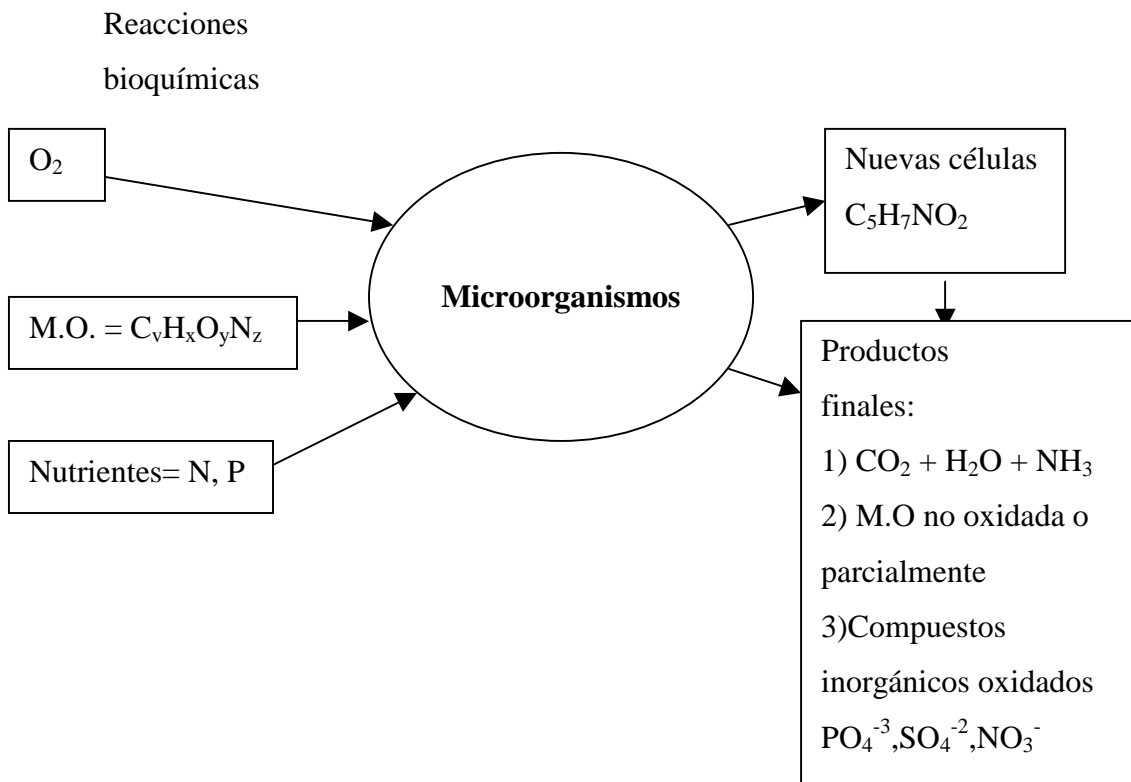 Reacciones
bioquímicas
O₂
M.O. = CᵥHₓO_yN_z
Nutrientes= N, P
Microorganismos
Nuevas células
C₅H₇NO₂
Productos
finales:
1) CO₂ + H₂O + NH₃
2) M.O no oxidada o
parcialmente
3)Compuestos
inorgánicos oxidados
PO₄⁻³,SO₄⁻²,NO₃⁻